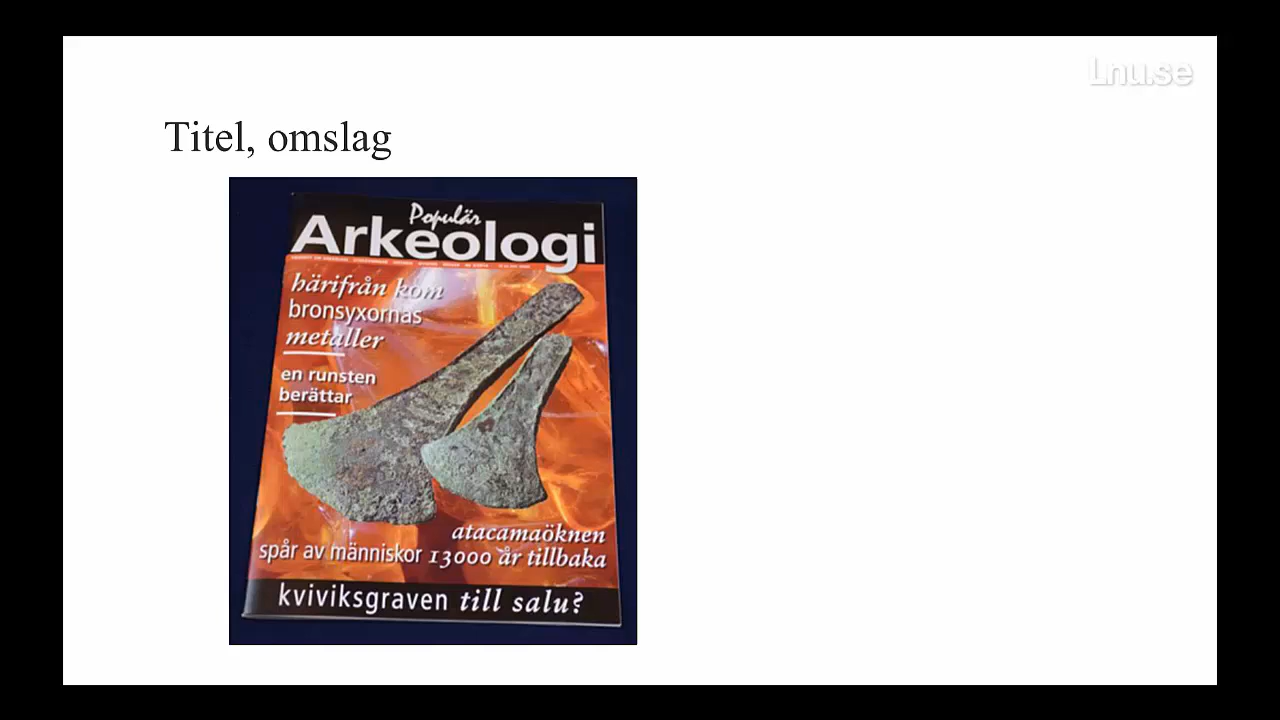 Lnu.se
Titel, omslag
Populär
Arkeologi
härifrån kom
bronsyxornas
metaller
en runsten
berättar
atacamaöknen
spår av människor 13000 år tillbaka
kviviksgraven till salu?